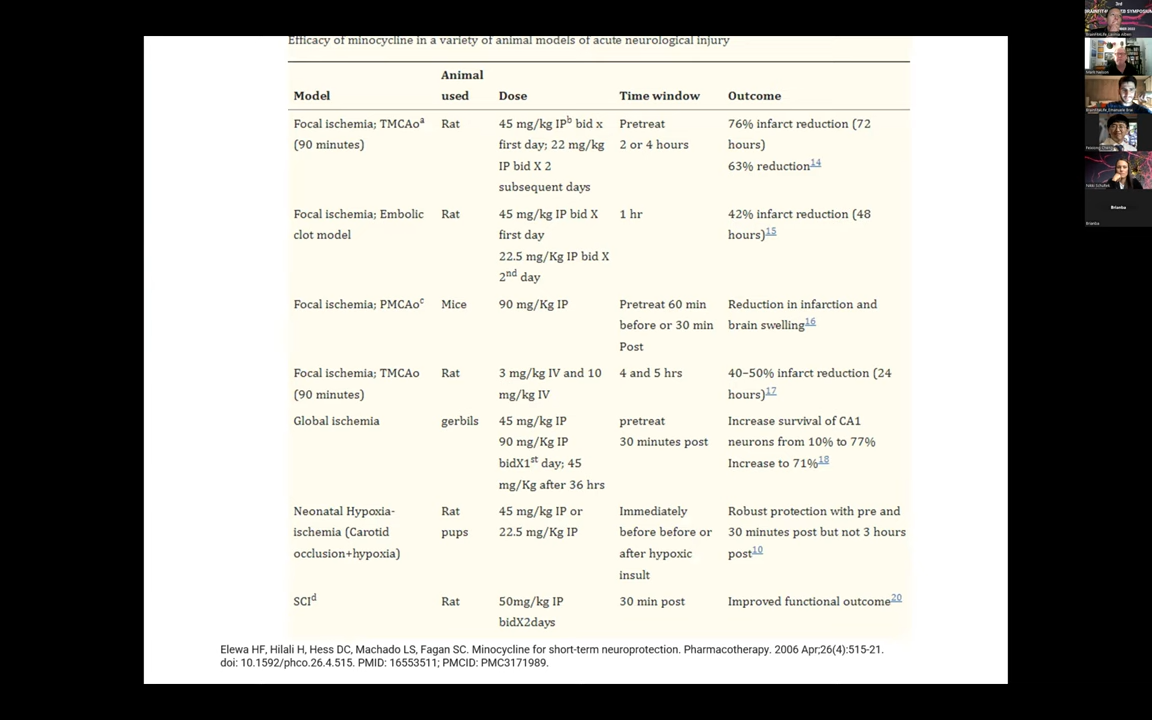 Efficacy of minocycline in a variety of animal models of acute neurological injury
Model Animal used Dose Time window Outcome
Focal ischemia; TMCAoa Rat 45 mg/kg IPb bid x Pretreat 76% infarct reduction (72
(90 minutes) first day; 22 mg/kg 2 or 4 hours hours)
IP bid X 2 63% reduction14
subsequent days
Focal ischemia; Embolic Rat 45 mg/kg IP bid X 1 hr 42% infarct reduction (48
clot model first day hours)15
22.5 mg/Kg IP bid X
2nd day
Focal ischemia; PMCAoc Mice 90 mg/Kg IP Pretreat 60 min Reduction in infarction and
before or 30 min brain swelling16
Post
Focal ischemia; TMCAo Rat 3 mg/kg IV and 10 4 and 5 hrs 40–50% infarct reduction (24
(90 minutes) mg/kg IV hours)17
Global ischemia gerbils 45 mg/kg IP pretreat Increase survival of CA1
90 mg/Kg IP 30 minutes post neurons from 10% to 77%
bidX1st day; 45 Increase to 71%18
mg/Kg after 36 hrs
Neonatal Hypoxia- Rat 45 mg/kg IP or Immediately Robust protection with pre and
ischemia (Carotid pups 22.5 mg/Kg IP before before or 30 minutes post but not 3 hours
occlusion+hypoxia) after hypoxic post10
insult
SCId Rat 50mg/kg IP 30 min post Improved functional outcome20
bidX2days
Elewa HF, Hilali H, Hess DC, Machado LS, Fagan SC. Minocycline for short-term neuroprotection. Pharmacotherapy. 2006 Apr;26(4):515-21.
doi: 10.1592/phco.26.4.515. PMID: 16553511; PMCID: PMC3171989.
3rd
Brianba
Brianba